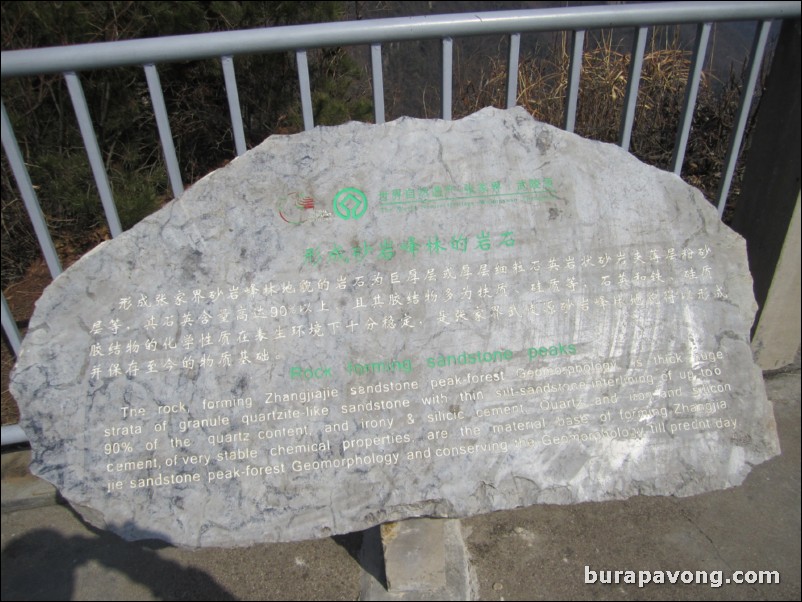 形成砂岩峰林的岩石
形成张家界砂岩峰林地貌的岩石为巨厚层或厚层细粒石英岩状砂岩夹薄层粉砂
层等，其石英含量高达90%以上，且其胶结物多为铁质、硅质等，石英和铁、硅质
胶结物的化学性质在表生环境下十分稳定，是张家界武陵源砂岩峰林地貌得以形成
并保存至今的物质基础。
Rock forming sandstone peaks
The rock, forming Zhangjiajie sandstone peak-forest Geomorphology is thick-huge
strata of granule quartzite-like sandstone with thin silt-sandstone interlining of up too
90% of the quartz content, and irony & silicic cement. Quartz and iron and silicon
cement, of very stable chemical properties are the material base of forming Zhangjia
jie sandstone peak-forest Geomorphology and conserving this Geomorphology till predot day.
burapavong.com